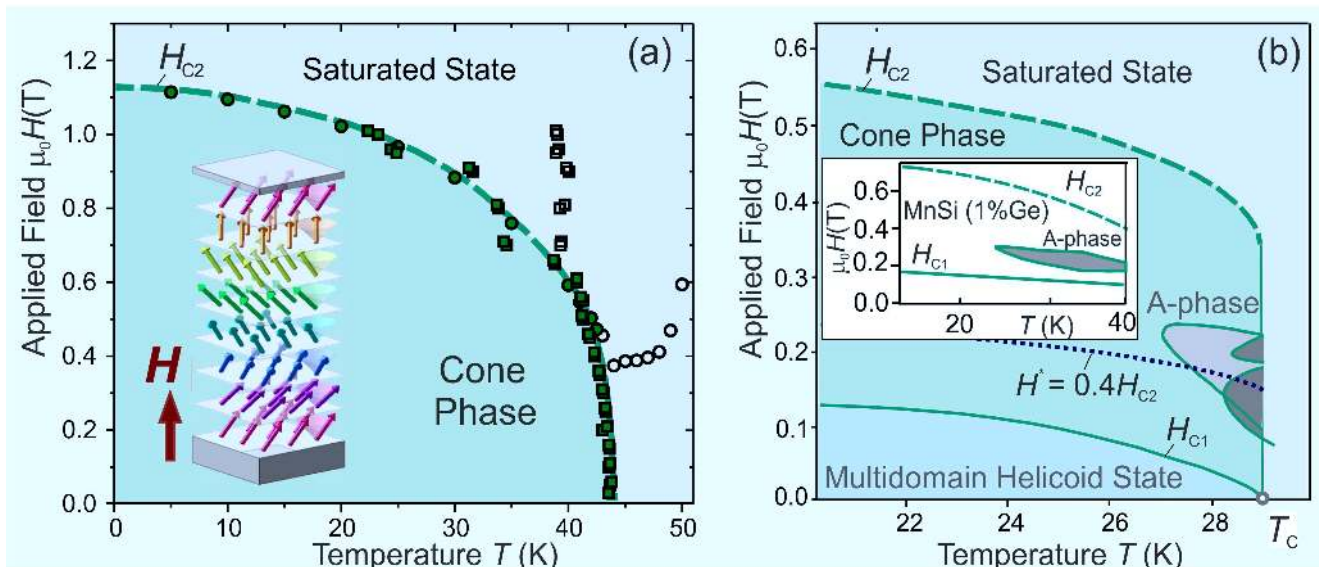 (a)
H_C2
Saturated State
Applied Field μ₀H(T)
1.2
1.0
0.8
0.6
0.4
0.2
0.0
H
Cone
Phase
0 10 20 30 40 50
Temperature T (K)
(b)
H_C2
Saturated State
Cone Phase
Applied Field μ₀H(T)
0.6
0.5
0.4
0.3
0.2
0.1
0.0
μ₀H(T)
0.6
0.4
0.2
0.0
H_C2
MnSi (1%Ge)
A-phase
H_C1
20 T (K) 40
A-phase
H* = 0.4H_C2
H_C1
Multidomain Helicoid State
22 24 26 28 T_C
Temperature T (K)